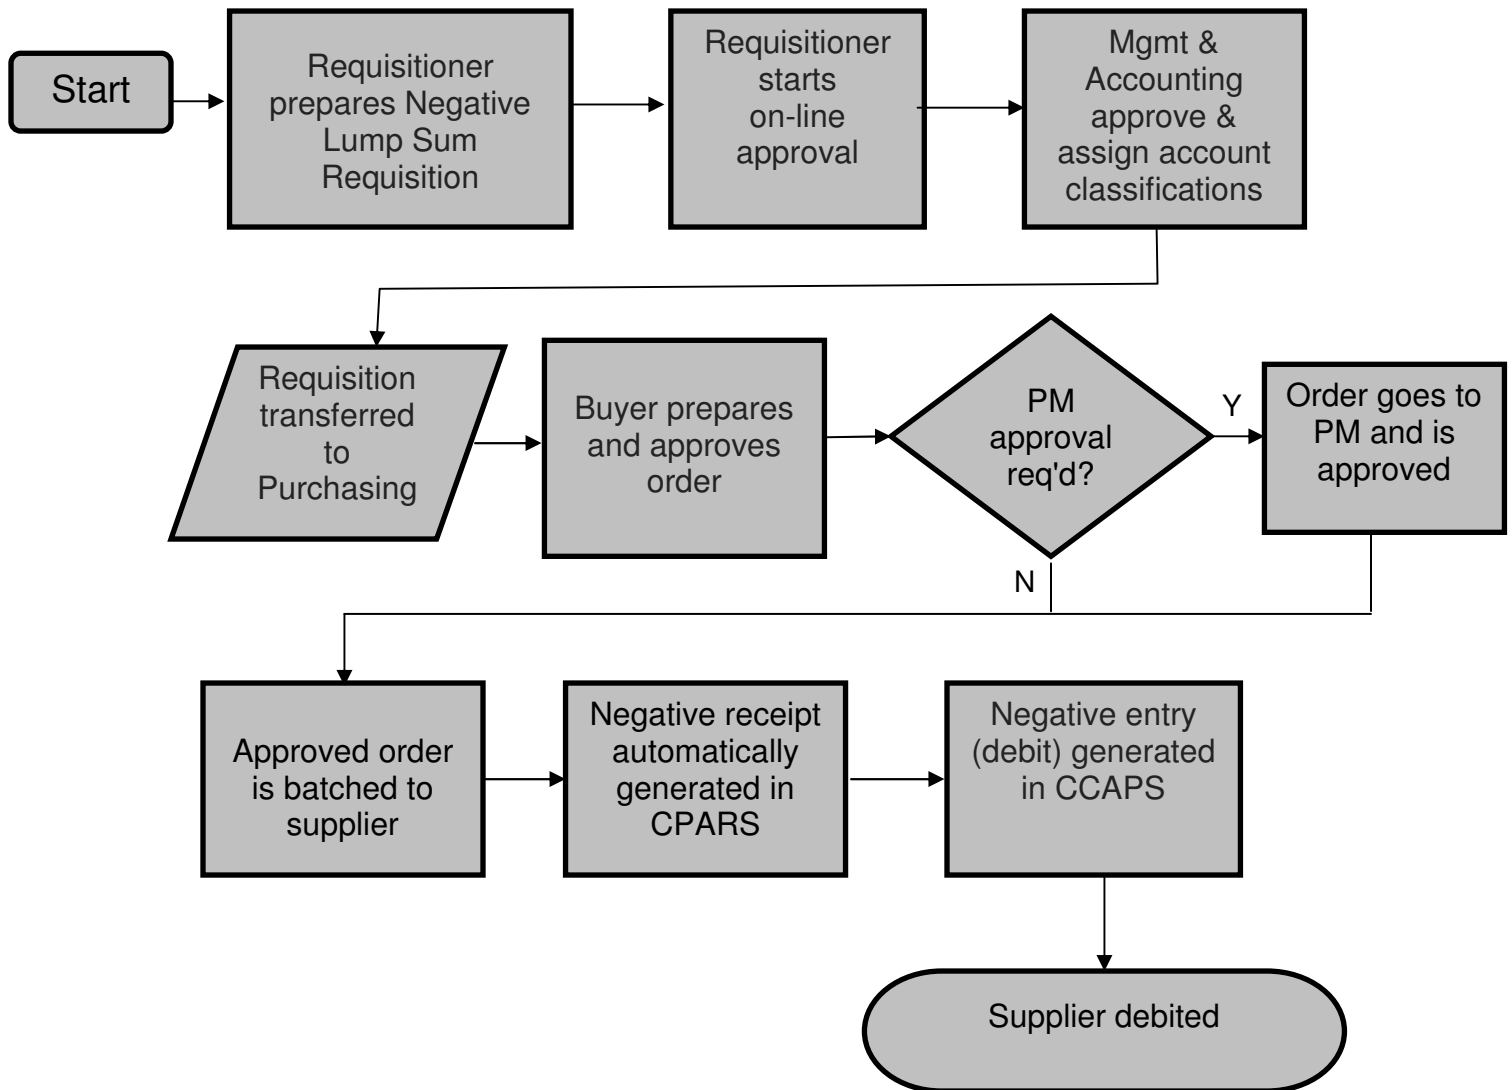 Start
Requisitioner
prepares Negative
Lump Sum
Requisition
Requisitioner
starts
on-line
approval
Mgmt &
Accounting
approve &
assign account
classifications
Requisition
transferred
to
Purchasing
Buyer prepares
and approves
order
PM
approval
req'd?
Y
N
Order goes to
PM and is
approved
Approved order
is batched to
supplier
Negative receipt
automatically
generated in
CPARS
Negative entry
(debit) generated
in CCAPS
Supplier debited